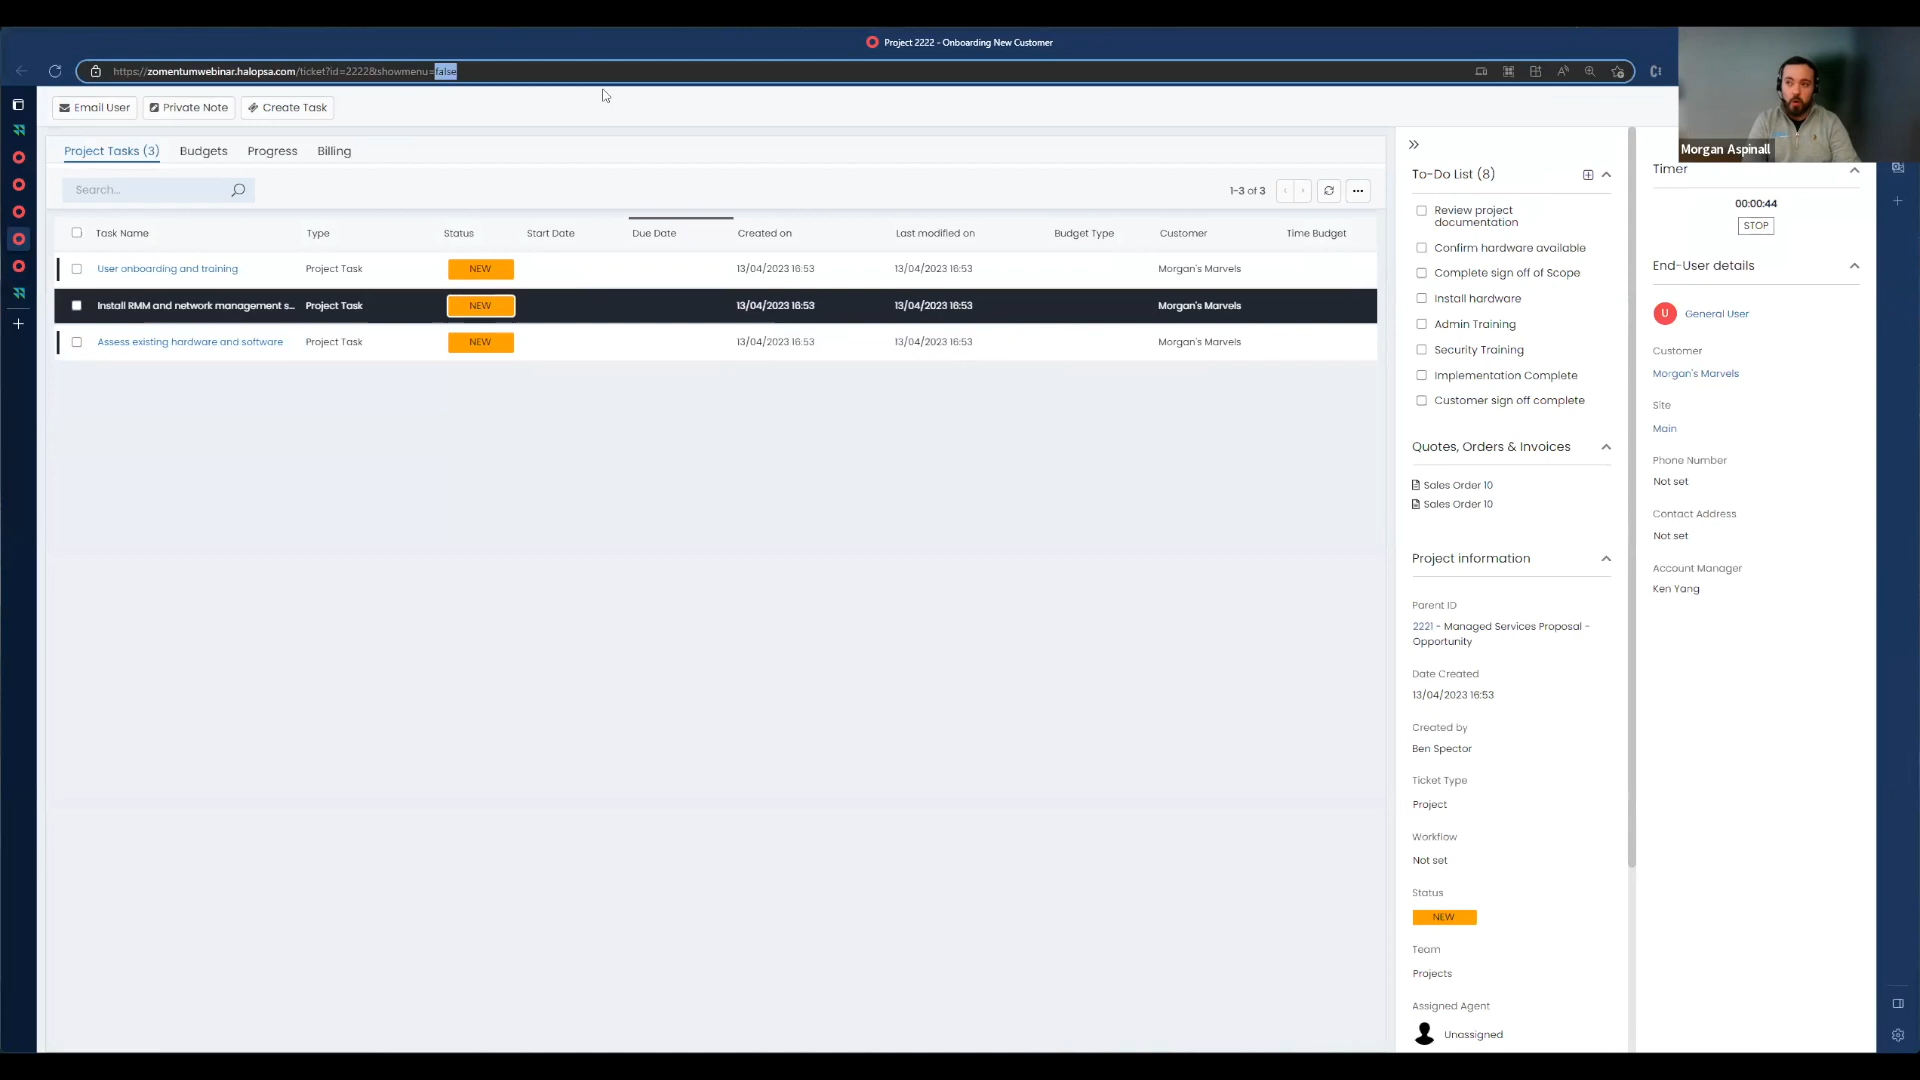 Project 2222 - Onboarding New Customer
https://zomentumwebinar.halopsa.com/ticket?id=2222&showmenu=false
Email User
Private Note
Create Task
Morgan Aspinall
Project Tasks (3)
Budgets
Progress
Billing
Search...
1-3 of 3
Task Name Type Status Start Date Due Date Created on Last modified on Budget Type Customer Time Budget
User onboarding and training Project Task NEW 13/04/2023 16:53 13/04/2023 16:53 Morgan's Marvels
Install RMM and network management s... Project Task NEW 13/04/2023 16:53 13/04/2023 16:53 Morgan's Marvels
Assess existing hardware and software Project Task NEW 13/04/2023 16:53 13/04/2023 16:53 Morgan's Marvels
To-Do List (8)
Review project
documentation
Confirm hardware available
Complete sign off of Scope
Install hardware
Admin Training
Security Training
Implementation Complete
Customer sign off complete
Quotes, Orders & Invoices
Sales Order 10
Sales Order 10
Project information
Parent ID
2221 - Managed Services Proposal -
Opportunity
Date Created
13/04/2023 16:53
Created by
Ben Spector
Ticket Type
Project
Workflow
Not set
Status
NEW
Team
Projects
Assigned Agent
Unassigned
Timer
00:00:44
STOP
End-User details
U
General User
Customer
Morgan's Marvels
Site
Main
Phone Number
Not set
Contact Address
Not set
Account Manager
Ken Yang